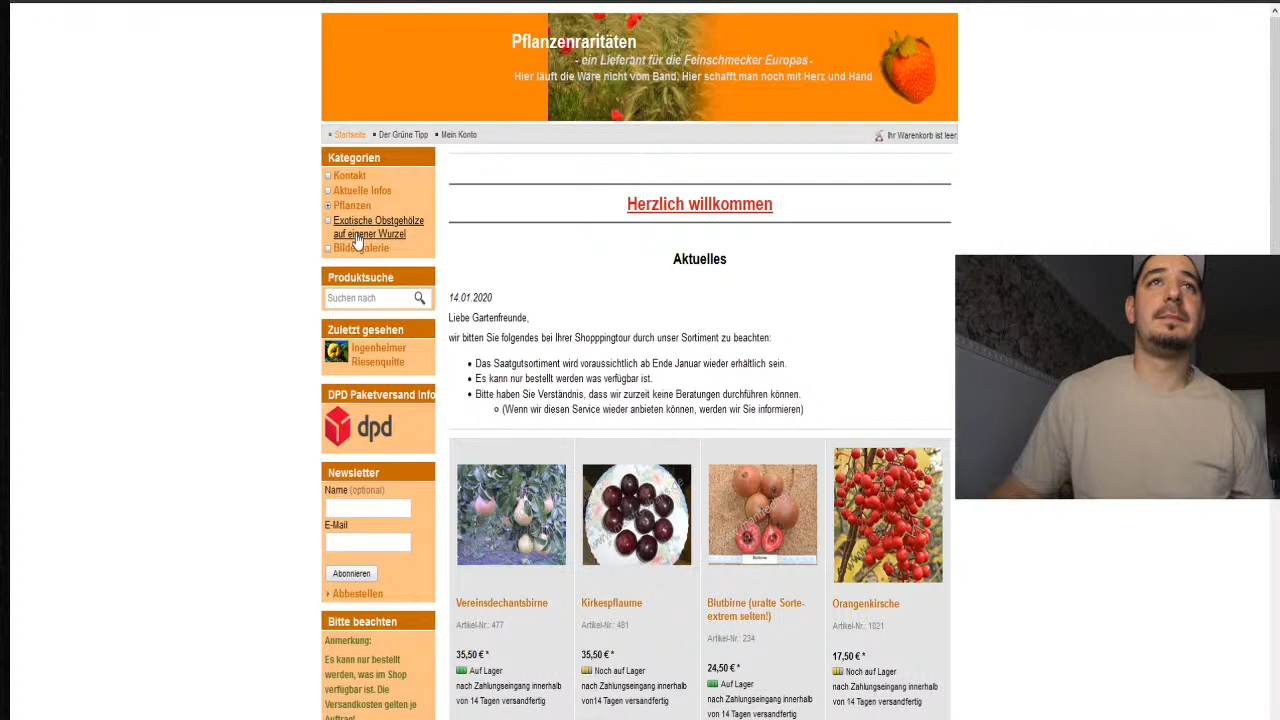 Pflanzenraritäten
- ein Lieferant für die Feinschmecker Europas -
Hier läuft die Ware nicht vom Band, Hier schafft man noch mit Herz und Hand
Startseite Der Grüne Tipp Mein Konto
Ihr Warenkorb ist leer.
Kategorien
Kontakt
Aktuelle Infos
Pflanzen
Exotische Obstgehölze
auf eigener Wurzel
Bildergalerie
Produktsuche
Suchen nach
Zuletzt gesehen
Ingenheimer
Riesenquitte
DPD Paketversand Info
dpd
Newsletter
Name (optional)
E-Mail
Abonnieren
Abbestellen
Bitte beachten
Anmerkung:
Es kann nur bestellt
werden, was im Shop
verfügbar ist. Die
Versandkosten gelten je
Auftrag!
Herzlich willkommen
Aktuelles
14.01.2020
Liebe Gartenfreunde,
wir bitten Sie folgendes bei Ihrer Shopppingtour durch unser Sortiment zu beachten:
Das Saatgutsortiment wird voraussichtlich ab Ende Januar wieder erhältlich sein.
Es kann nur bestellt werden was verfügbar ist.
Bitte haben Sie Verständnis, dass wir zurzeit keine Beratungen durchführen können.
(Wenn wir diesen Service wieder anbieten können, werden wir Sie informieren)
Vereinsdechantsbirne
Artikel-Nr.: 477
35,50 € *
Auf Lager
nach Zahlungseingang innerhalb
von 14 Tagen versandfertig
Kirkespflaume
Artikel-Nr.: 481
35,50 € *
Noch auf Lager
nach Zahlungseingang innerhalb
von14 Tagen versandfertig
Blutbirne
Blutbirne (uralte Sorte-
extrem selten!)
Artikel-Nr.: 234
24,50 € *
Auf Lager
nach Zahlungseingang innerhalb
von 14 Tagen versandfertig
Orangenkirsche
Artikel-Nr.: 1021
17,50 € *
Noch auf Lager
nach Zahlungseingang innerhalb
von 14 Tagen versandfertig